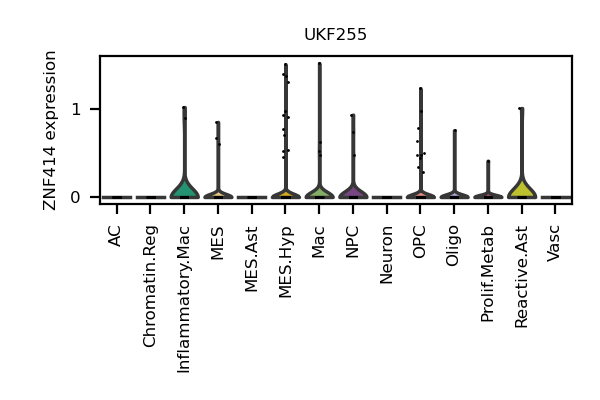 UKF255
ZNF414 expression
1
0
AC
Chromatin.Reg
Inflammatory.Mac
MES
MES.Ast
MES.Hyp
Mac
NPC
Neuron
OPC
Oligo
Prolif.Metab
Reactive.Ast
Vasc